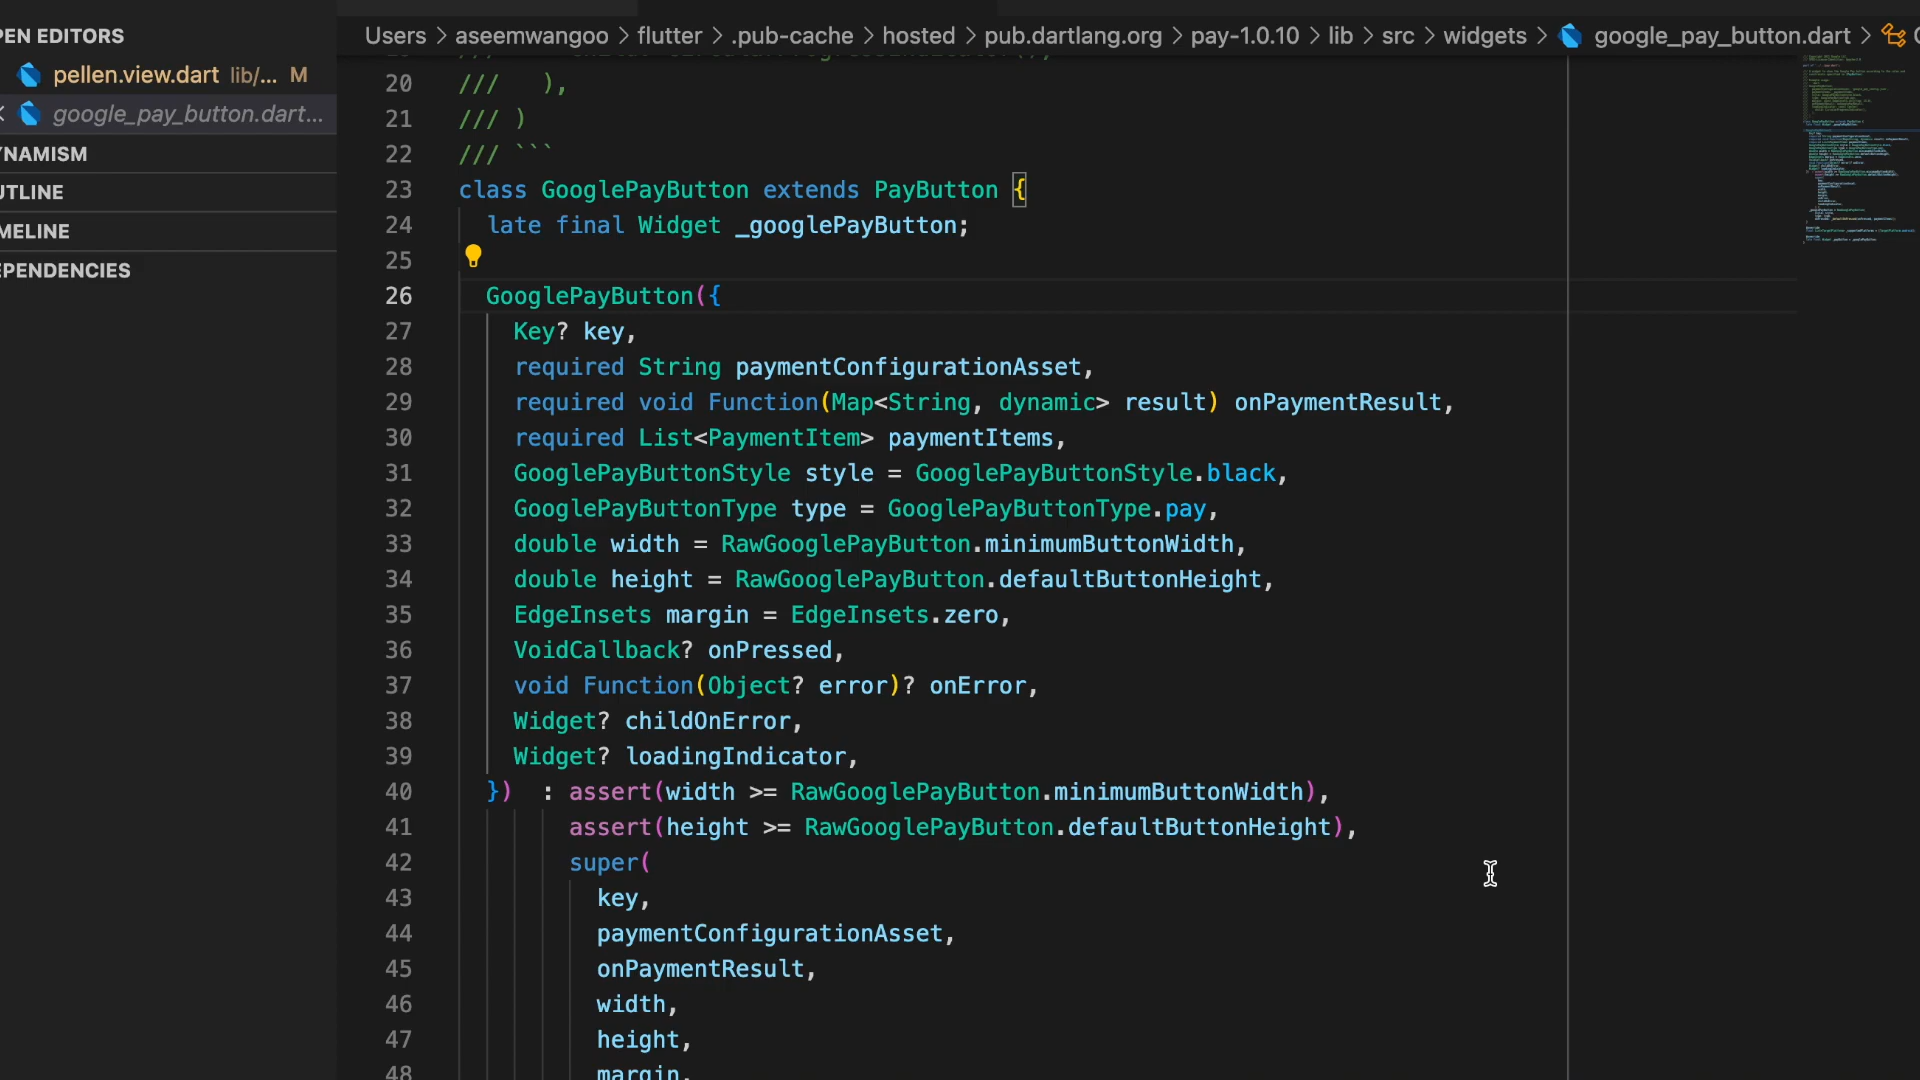 PEN EDITORS
pellen.view.dart lib/... M
google_pay_button.dart...
YNAMISM
UTLINE
MELINE
EPENDENCIES
Users > aseemwangoo > flutter > .pub-cache > hosted > pub.dartlang.org > pay-1.0.10 > lib > src > widgets > google_pay_button.dart >
20 /// ),
21 /// )
22 /// ```
23 class GooglePayButton extends PayButton {
24 late final Widget _googlePayButton;
25
26 GooglePayButton({
27 Key? key,
28 required String paymentConfigurationAsset,
29 required void Function(Map<String, dynamic> result) onPaymentResult,
30 required List<PaymentItem> paymentItems,
31 GooglePayButtonStyle style = GooglePayButtonStyle.black,
32 GooglePayButtonType type = GooglePayButtonType.pay,
33 double width = RawGooglePayButton.minimumButtonWidth,
34 double height = RawGooglePayButton.defaultButtonHeight,
35 EdgeInsets margin = EdgeInsets.zero,
36 VoidCallback? onPressed,
37 void Function(Object? error)? onError,
38 Widget? childOnError,
39 Widget? loadingIndicator,
40 }) : assert(width >= RawGooglePayButton.minimumButtonWidth),
41 assert(height >= RawGooglePayButton.defaultButtonHeight),
42 super(
43 key,
44 paymentConfigurationAsset,
45 onPaymentResult,
46 width,
47 height,
48 margin,